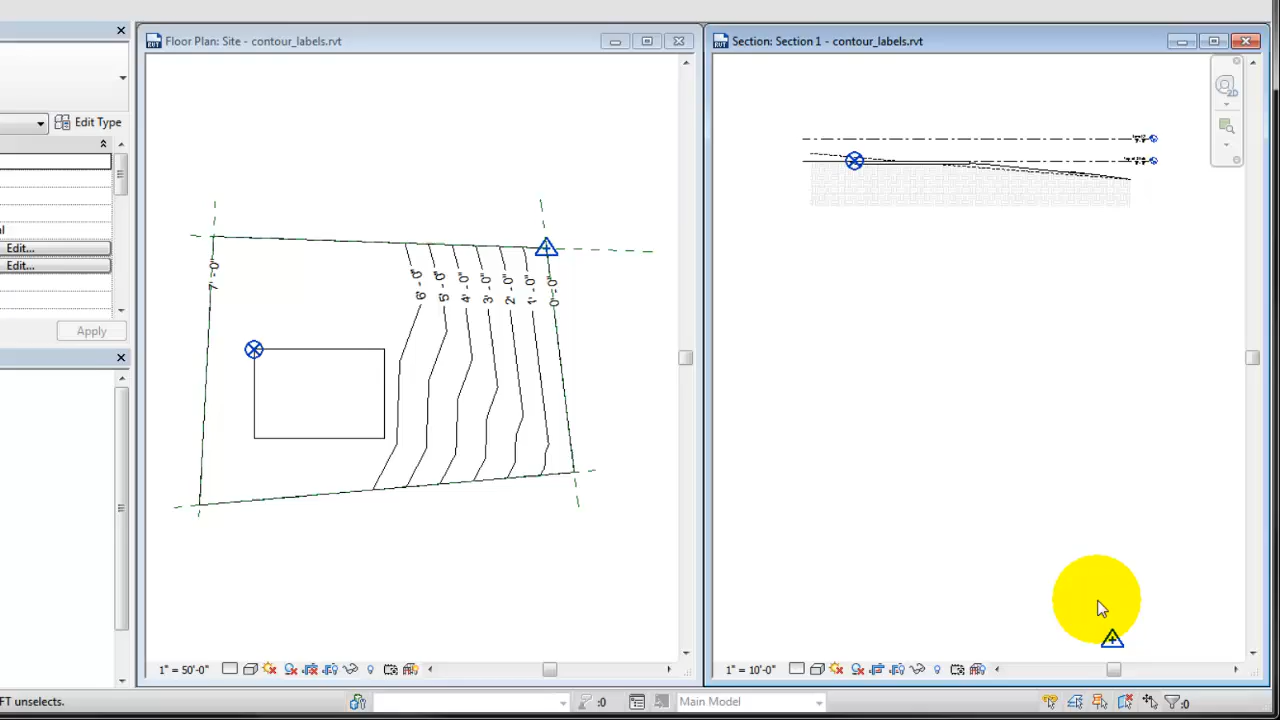 Floor Plan: Site - contour_labels.rvt
Section: Section 1 - contour_labels.rvt
2D
Edit Type
l
Edit...
Edit...
Apply
7' - 0"
6' - 0"
5' - 0"
4' - 0"
3' - 0"
2' - 0"
1' - 0"
0' - 0"
1" = 50'-0"
1" = 10'-0"
FT unselects.
:0
Main Model
:0